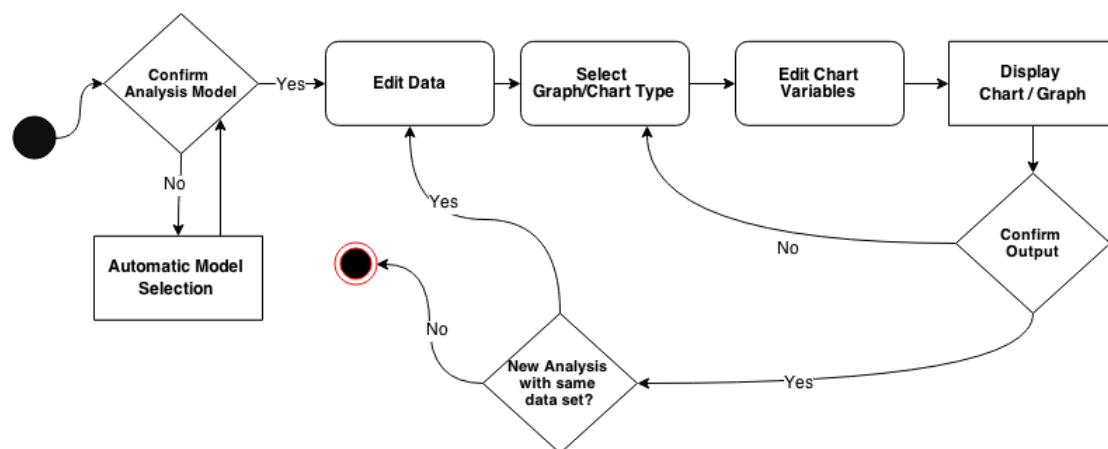 Confirm
Analysis Model
Yes
Edit Data
Select
Graph/Chart Type
Edit Chart
Variables
Display
Chart / Graph
No
Automatic Model
Selection
Yes
No
Confirm
Output
No
New Analysis
with same
data set?
Yes